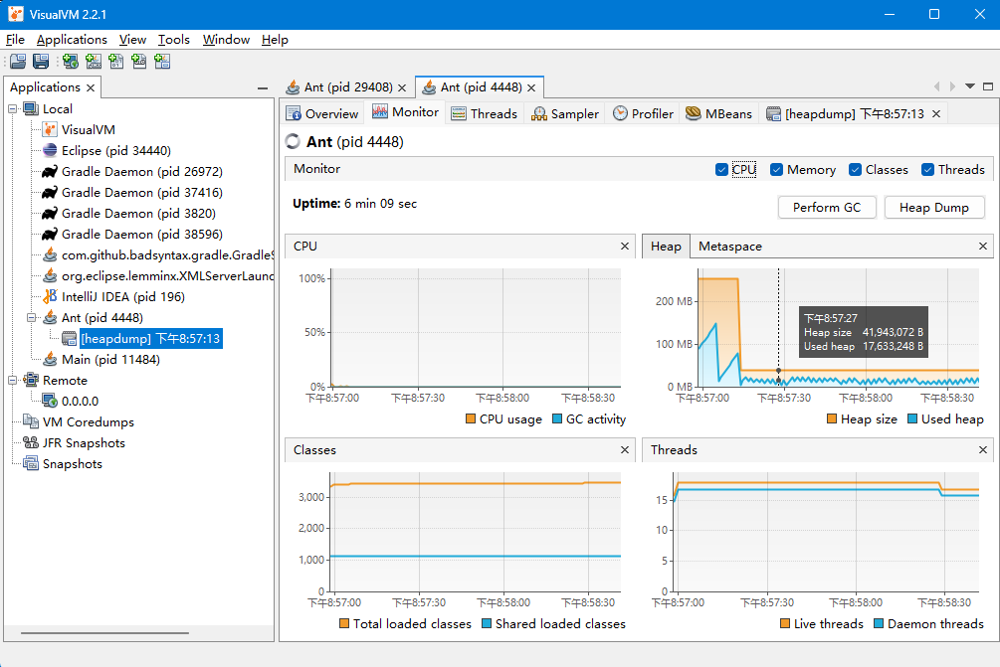 VisualVM 2.2.1
File Applications View Tools Window Help
Applications
Local
VisualVM
Eclipse (pid 34440)
Gradle Daemon (pid 26972)
Gradle Daemon (pid 37416)
Gradle Daemon (pid 3820)
Gradle Daemon (pid 38596)
com.github.badsyntax.gradle.GradleS
org.eclipse.lemminx.XMLServerLaunc
IntelliJ IDEA (pid 196)
Ant (pid 4448)
[heapdump] 下午8:57:13
Main (pid 11484)
Remote
0.0.0.0
VM Coredumps
JFR Snapshots
Snapshots
Ant (pid 29408) Ant (pid 4448)
Overview Monitor Threads Sampler Profiler MBeans [heapdump] 下午8:57:13
Ant (pid 4448)
Monitor CPU Memory Classes Threads
Uptime: 6 min 09 sec Perform GC Heap Dump
CPU
100%
50%
0%
下午8:57:00 下午8:57:30 下午8:58:00 下午8:58:30
CPU usage GC activity
Heap Metaspace
200 MB
100 MB
0 MB
下午8:57:27
Heap size 41,943,072 B
Used heap 17,633,248 B
下午8:57:00 下午8:57:30 下午8:58:00 下午8:58:30
Heap size Used heap
Classes
3,000
2,000
1,000
0
下午8:57:00 下午8:57:30 下午8:58:00 下午8:58:30
Total loaded classes Shared loaded classes
Threads
15
10
5
0
下午8:57:00 下午8:57:30 下午8:58:00 下午8:58:30
Live threads Daemon threads